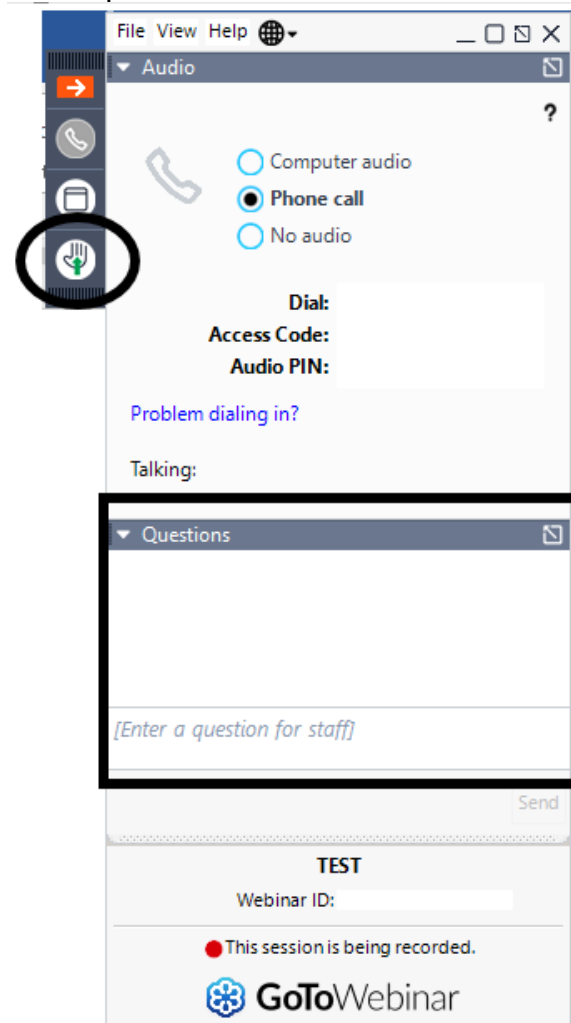 File View Help
Audio
?
Computer audio
Phone call
No audio
Dial:
Access Code:
Audio PIN:
Problem dialing in?
Talking:
Questions
[Enter a question for staff]
Send
TEST
Webinar ID:
This session is being recorded.
GoToWebinar